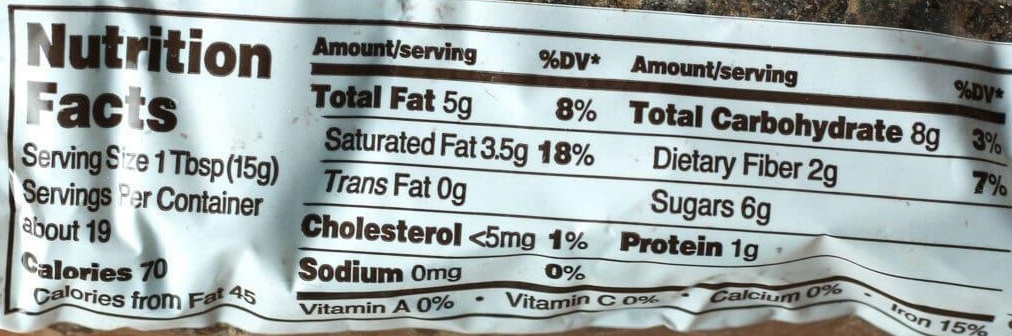 Nutrition
Facts
Serving Size 1 Tbsp (15g)
Servings Per Container
about 19
Calories 70
Calories from Fat 45
Amount/serving %DV* Amount/serving %DV*
Total Fat 5g 8% Total Carbohydrate 8g 3%
Saturated Fat 3.5g 18% Dietary Fiber 2g 7%
Trans Fat 0g Sugars 6g
Cholesterol <5mg 1% Protein 1g
Sodium 0mg 0%
Vitamin A 0% • Vitamin C 0% • Calcium 0% • Iron 15%